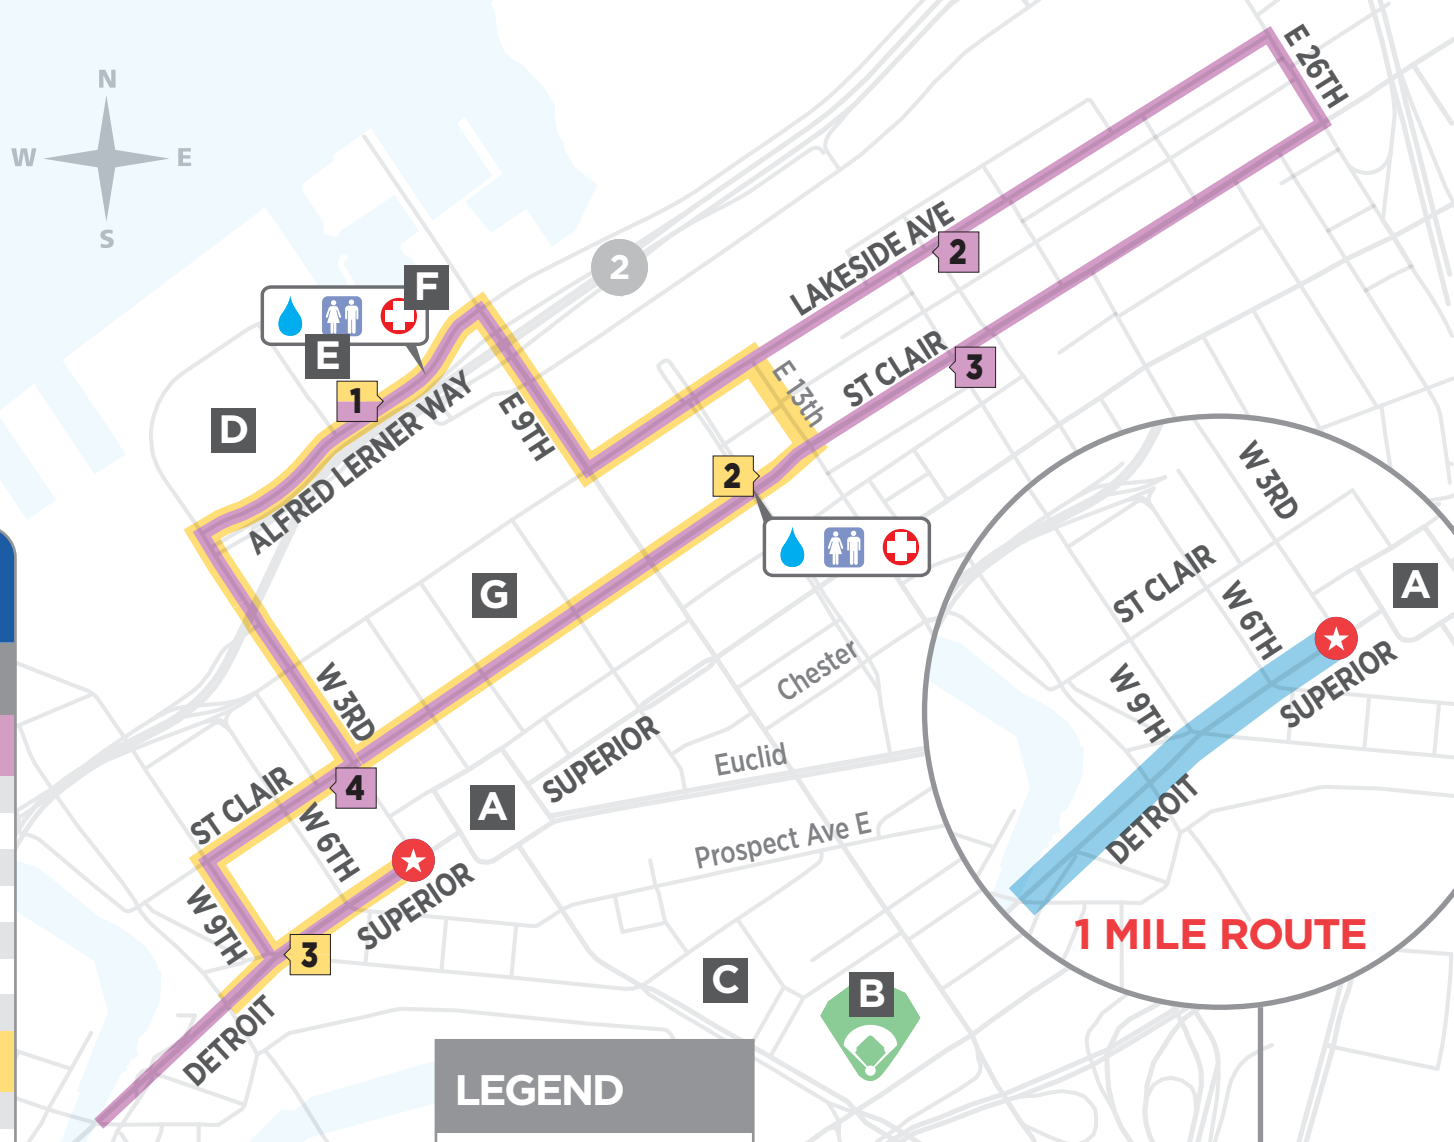 N
W
E
S
E 26TH
2
F
LAKESIDE AVE
2
E
1
D
ALFRED LERNER WAY
E 9TH
E 13th
ST CLAIR
3
2
G
W 3RD
ST CLAIR
A
W 6TH
SUPERIOR
W 9TH
DETROIT
1 MILE ROUTE
Chester
W 3RD
SUPERIOR
Euclid
ST CLAIR
4
A
W 6TH
Prospect Ave E
SUPERIOR
W 9TH
3
C
B
DETROIT
LEGEND